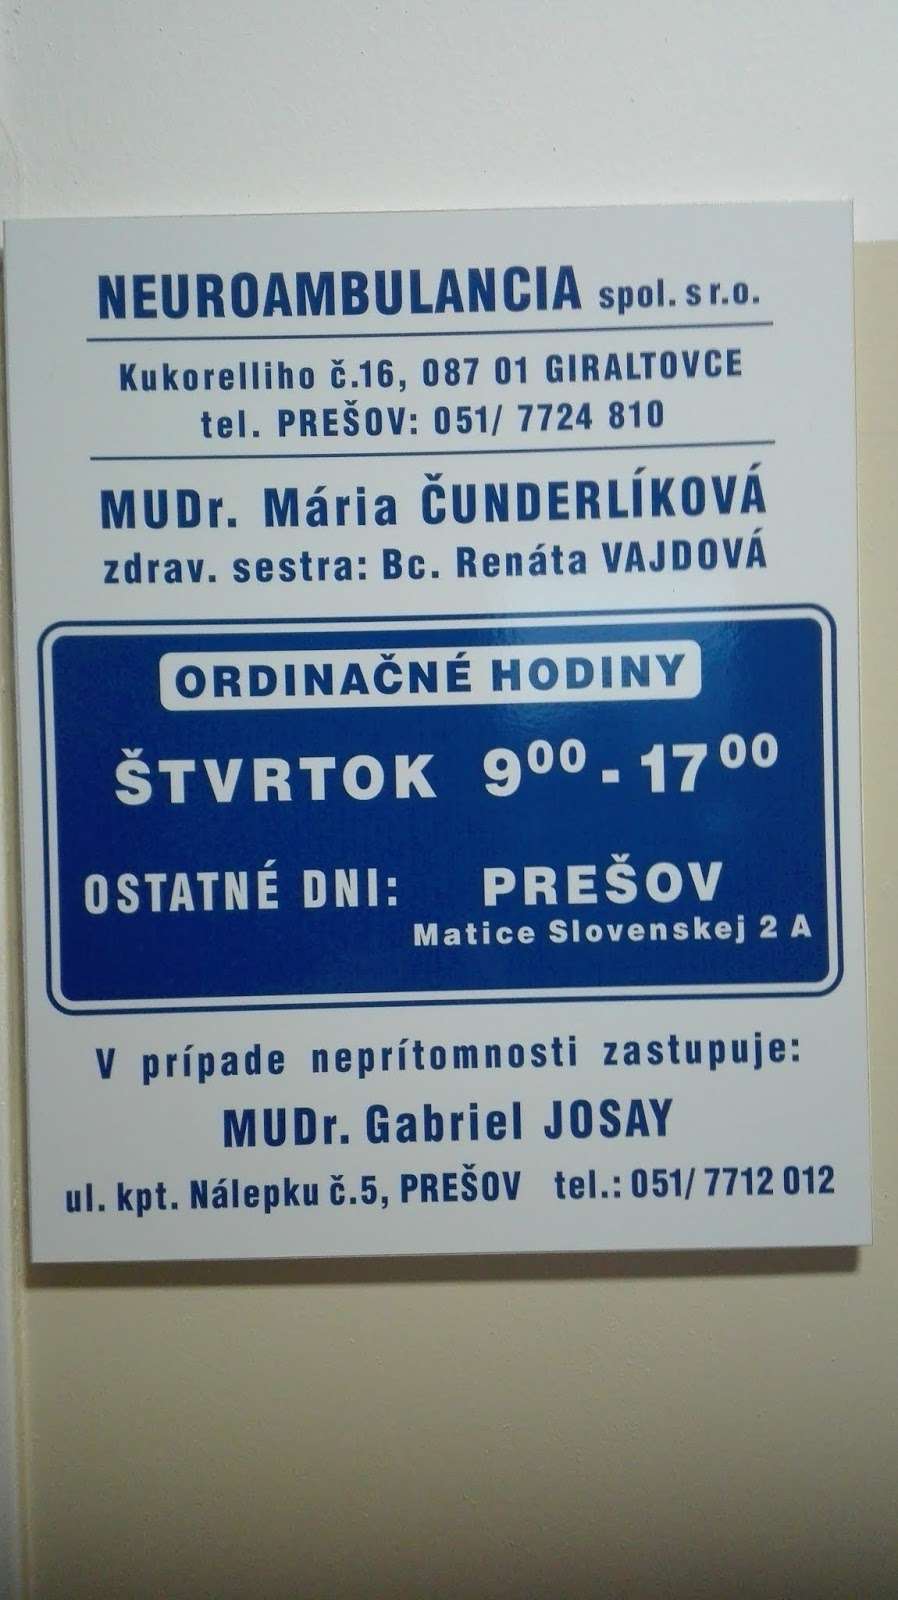 NEUROAMBULANCIA spol. s r.o.
Kukorelliho č.16, 087 01 GIRALTOVCE
tel. PREŠOV: 051/ 7724 810
MUDr. Mária ČUNDERLÍKOVÁ
zdrav. sestra: Bc. Renáta VAJDOVÁ
ORDINAČNÉ HODINY
ŠTVRTOK 9⁰⁰ - 17⁰⁰
OSTATNÉ DNI: PREŠOV
Matice Slovenskej 2 A
V prípade neprítomnosti zastupuje:
MUDr. Gabriel JOSAY
ul. kpt. Nálepku č.5, PREŠOV tel.: 051/ 7712 012